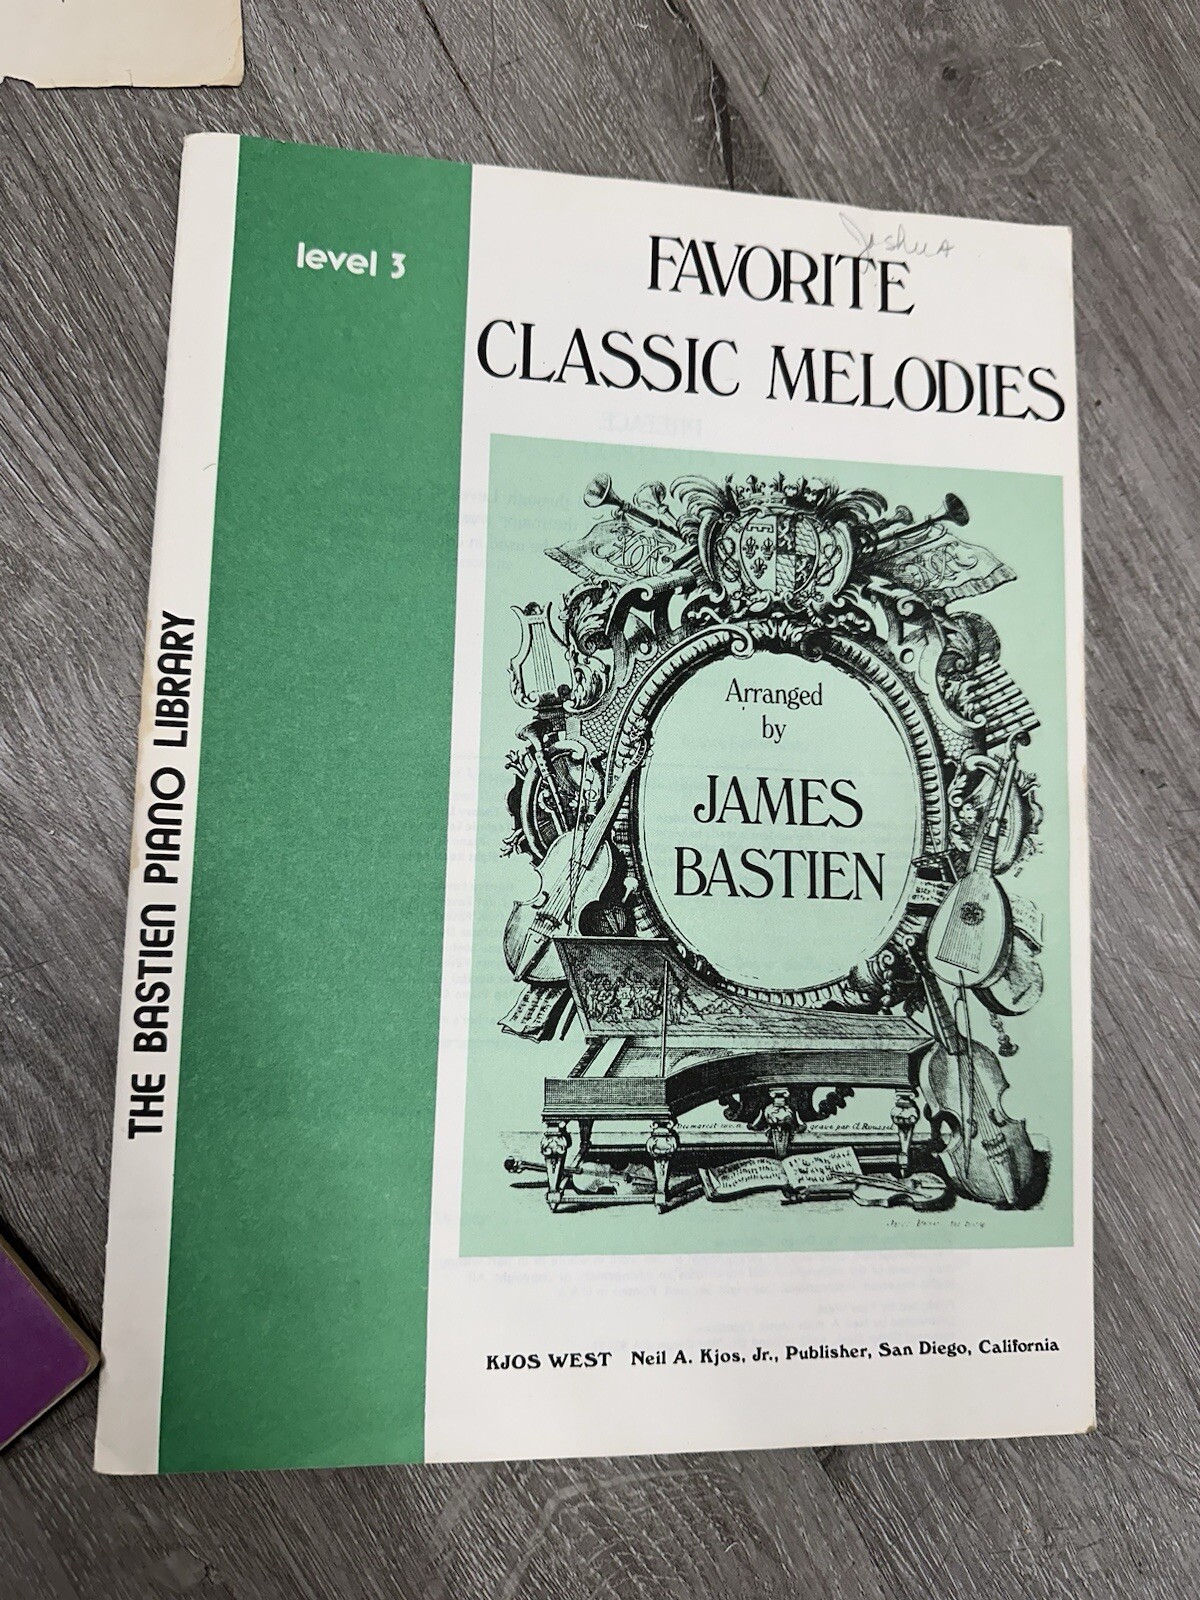 level 3
Joshua
FAVORITE
CLASSIC MELODIES
THE BASTIEN PIANO LIBRARY
Arranged
by
JAMES
BASTIEN
KJOS WEST Neil A. Kjos, Jr., Publisher, San Diego, California